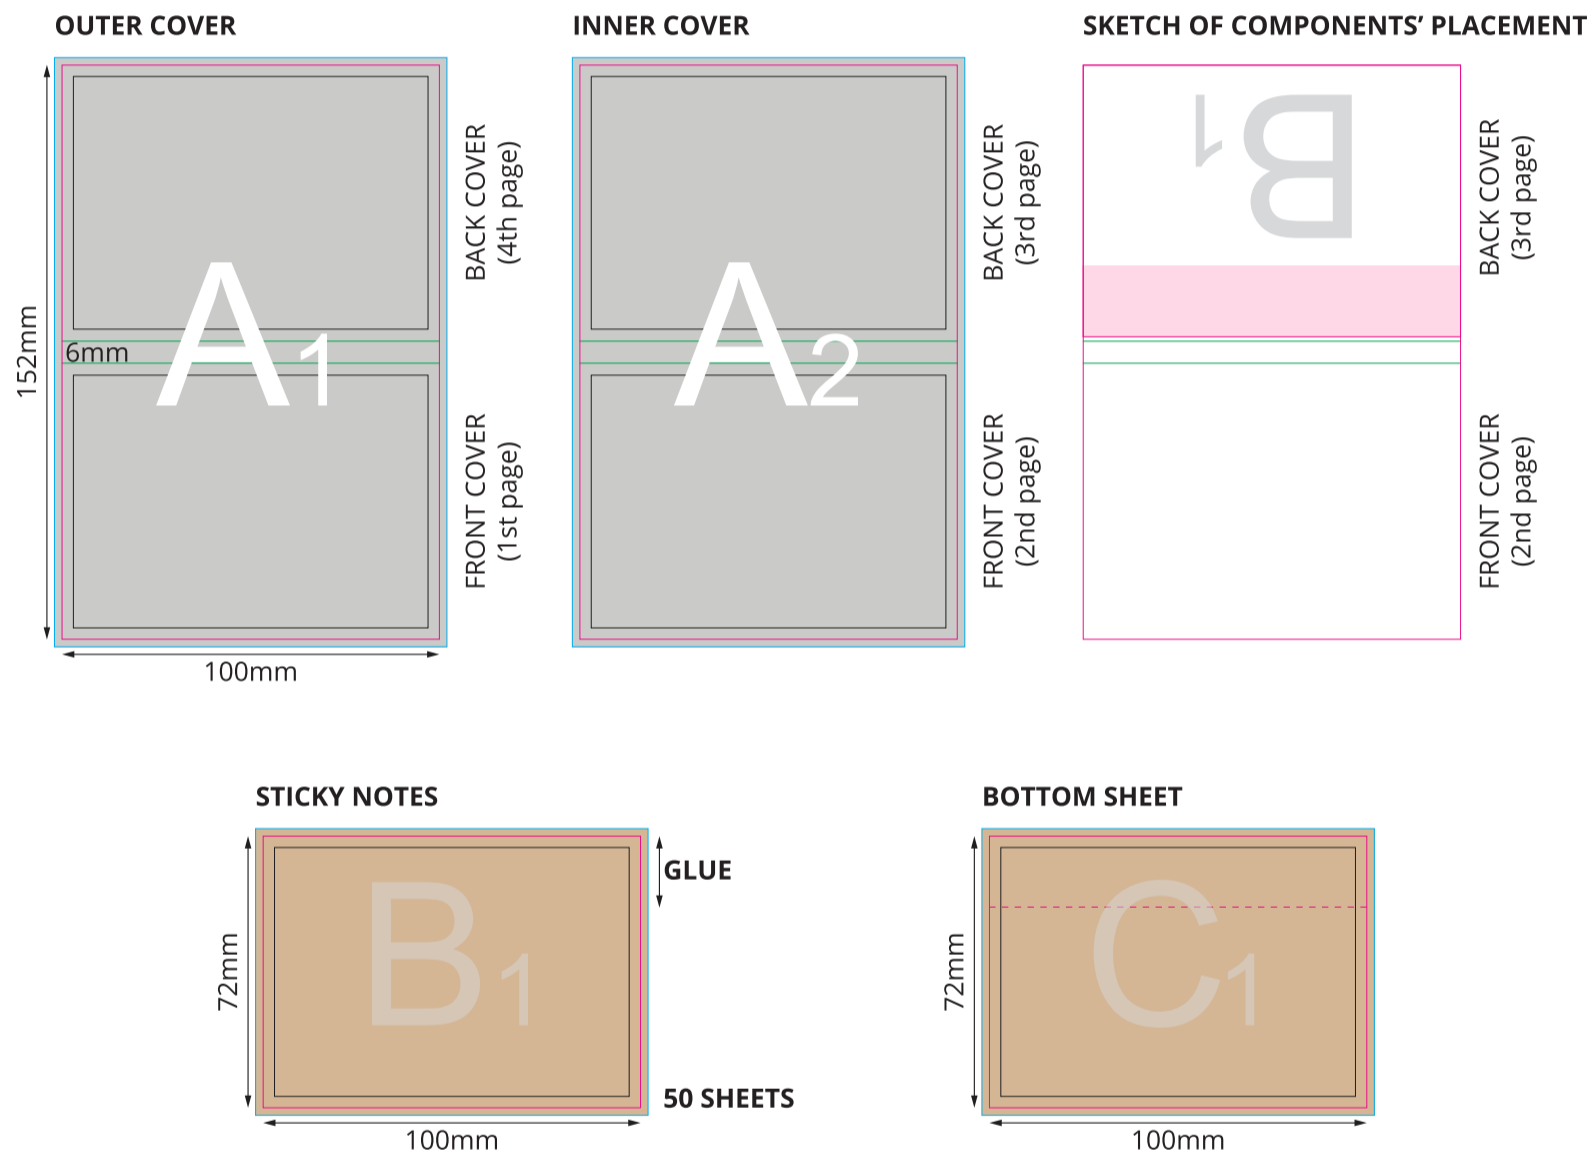 OUTER COVER
INNER COVER
SKETCH OF COMPONENTS’ PLACEMENT
152mm
6mm
A1
BACK COVER
(4th page)
FRONT COVER
(1st page)
100mm
A2
BACK COVER
(3rd page)
FRONT COVER
(2nd page)
B1
BACK COVER
(3rd page)
FRONT COVER
(2nd page)
STICKY NOTES
72mm
B1
GLUE
50 SHEETS
100mm
BOTTOM SHEET
72mm
C1
100mm